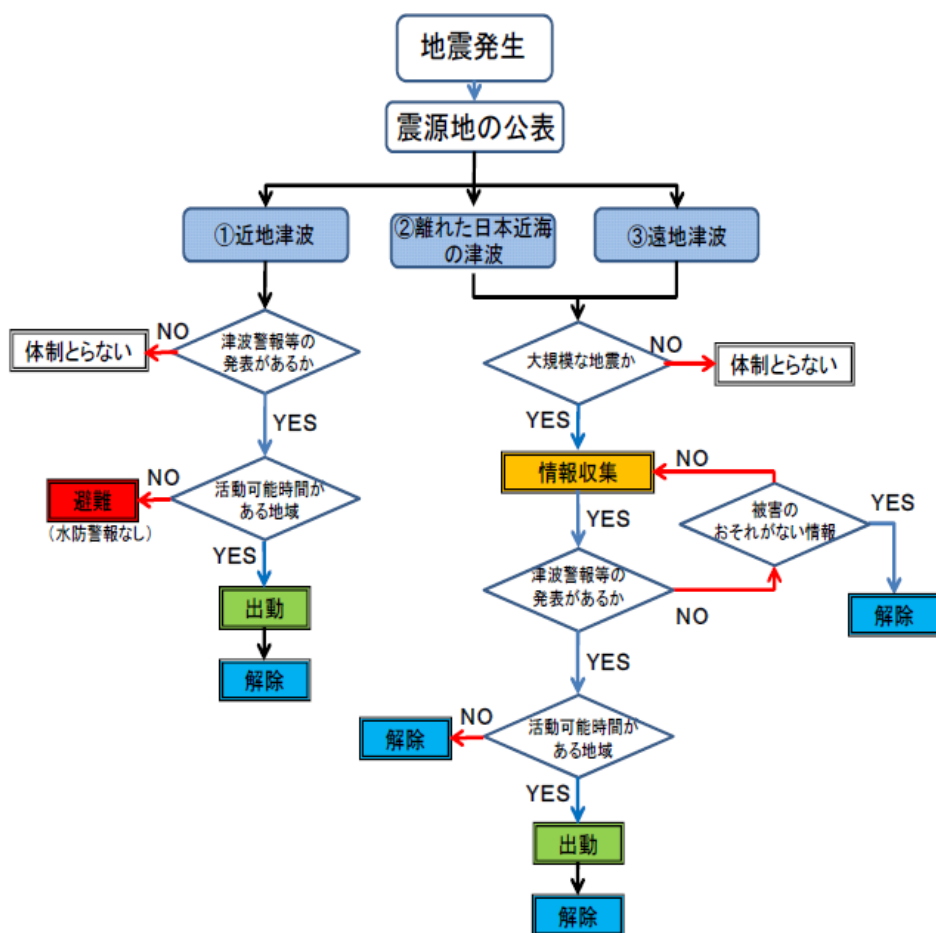 地震発生
震源地の公表
①近地津波
②離れた日本近海
の津波
③遠地津波
津波警報等の
発表があるか
NO
体制とらない
YES
活動可能時間が
ある地域
NO
避難
(水防警報なし)
YES
出動
解除
大規模な地震か
NO
体制とらない
YES
情報収集
YES
津波警報等の
発表があるか
NO
被害の
おそれがない情報
NO
YES
解除
YES
活動可能時間が
ある地域
NO
解除
YES
出動
解除